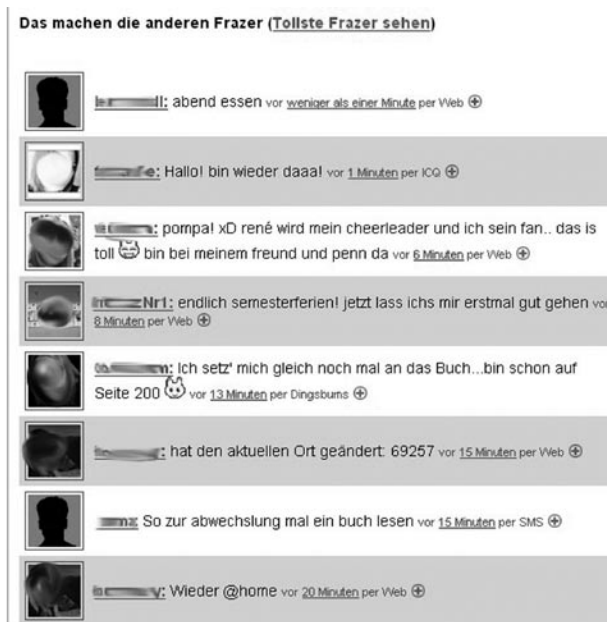 Das machen die anderen Frazer (Tollste Frazer sehen)
abend essen vor weniger als einer Minute per Web
Hallo! bin wieder daaa! vor 1 Minuten per ICQ
pompa! xD rené wird mein cheerleader und ich sein fan.. das is
toll bin bei meinem freund und penn da vor 6 Minuten per Web
Nr1: endlich semesterferien! jetzt lass ichs mir erstmal gut gehen vor
8 Minuten per Web
Ich setz' mich gleich noch mal an das Buch...bin schon auf
Seite 200 vor 13 Minuten per Dingsbums
hat den aktuellen Ort geändert: 69257 vor 15 Minuten per Web
So zur abwechslung mal ein buch lesen vor 15 Minuten per SMS
Wieder @home vor 20 Minuten per Web